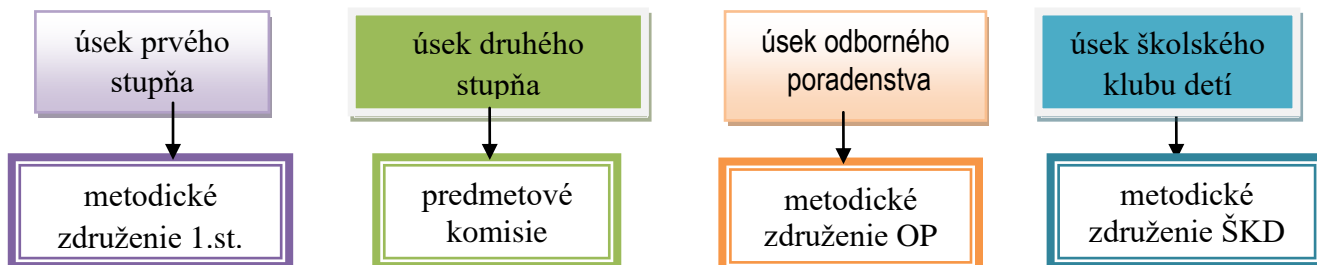 úsek prvého
stupňa
úsek druhého
stupňa
úsek odborného
poradenstva
úsek školského
klubu detí
metodické
združenie 1.st.
predmetové
komisie
metodické
združenie OP
metodické
združenie ŠKD